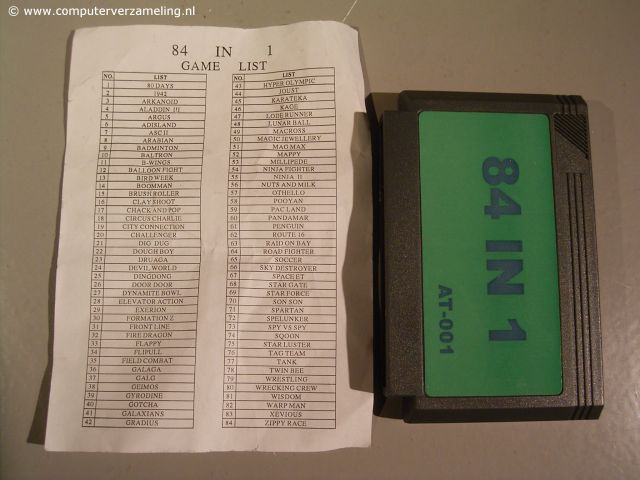 © www.computerverzameling.nl
84 IN 1
GAME LIST
NO. LIST
1 80 DAYS
2 1942
3 ARKANOID
4 ALADDIN III
5 ARGUS
6 ADISLAND
7 ASC II
8 ARABIAN
9 BADMINTON
10 BALTRON
11 B-WINGS
12 BALLOON FIGHT
13 BIRD WEEK
14 BOOMMAN
15 BRUSH ROLLER
16 CLAY SHOOT
17 CHACK AND POP
18 CIRCUS CHARLIE
19 CITY CONNECTION
20 CHALLENGER
21 DIG DUG
22 DOUGH BOY
23 DRUAGA
24 DEVIL WORLD
25 DINGDONG
26 DOOR DOOR
27 DYNAMITE BOWL
28 ELEVATOR ACTION
29 EXERION
30 FORMATION Z
31 FRONT LINE
32 FIRE DRAGON
33 FLAPPY
34 FLIPULL
35 FIELD COMBAT
36 GALAGA
37 GALG
38 GEIMOS
39 GYRODINE
40 GOTCHA
41 GALAXIANS
42 GRADIUS
NO. LIST
43 HYPER OLYMPIC
44 JOUST
45 KARATEKA
46 KAGE
47 LODE RUNNER
48 LUNAR BALL
49 MACROSS
50 MAGIC JEWELLERY
51 MAG MAX
52 MAPPY
53 MILLIPEDE
54 NINJA FIGHTER
55 NINJA II
56 NUTS AND MILK
57 OTHELLO
58 POOYAN
59 PAC LAND
60 PANDAMAR
61 PENGUIN
62 ROUTE 16
63 RAID ON BAY
64 ROAD FIGHTER
65 SOCCER
66 SKY DESTROYER
67 SPACE ET
68 STAR GATE
69 STAR FORCE
70 SON SON
71 SPARTAN
72 SPELUNKER
73 SPY VS SPY
74 SQOON
75 STAR LUSTER
76 TAG TEAM
77 TANK
78 TWIN BEE
79 WRESTLING
80 WRECKING CREW
81 WISDOM
82 WARP MAN
83 XEVIOUS
84 ZIPPY RACE
84 IN 1
AT-001